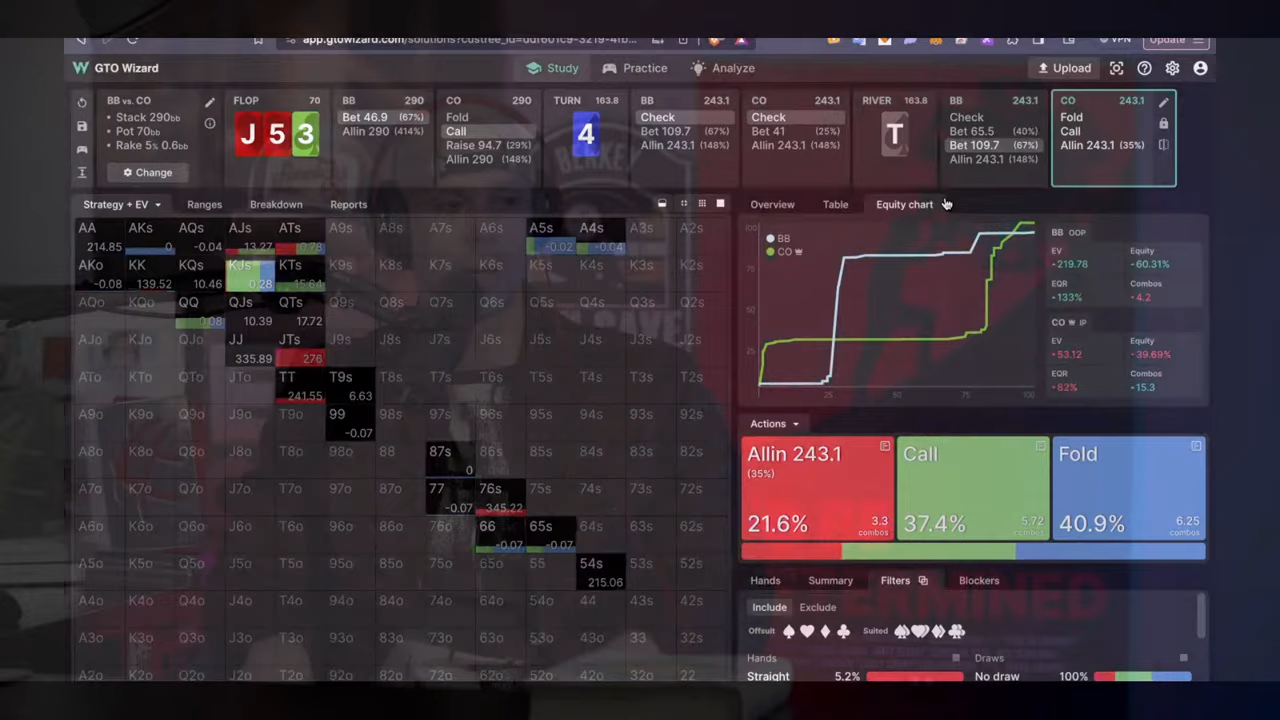 app.gtowizard.com/solutions?custree_id=
VPN
Update
GTO Wizard
Study
Practice
Analyze
Upload
BB vs. CO
• Stack 290bb
• Pot 70bb
• Rake 5% 0.6bb
Change
FLOP 70
J 5 3
BB 290
Bet 46.9 (67%)
Allin 290 (414%)
CO 290
Fold
Call
Raise 94.7 (29%)
Allin 290 (148%)
TURN 163.8
4
BB 243.1
Check
Bet 109.7 (67%)
Allin 243.1 (148%)
CO 243.1
Check
Bet 41 (25%)
Allin 243.1 (148%)
RIVER 163.8
T
BB 243.1
Check
Bet 65.5 (40%)
Bet 109.7 (67%)
Allin 243.1 (148%)
CO 243.1
Fold
Call
Allin 243.1 (35%)
Strategy + EV
Ranges
Breakdown
Reports
AA AKs AQs AJs ATs A9s A8s A7s A6s A5s A4s A3s A2s
214.85 0 -0.04 13.27 0.78 -0.02 -0.04
AKo KK KQs KJs KTs K9s K8s K7s K6s K5s K4s K3s K2s
-0.08 139.52 10.46 0.28 15.64
AQo KQo QQ QJs QTs Q9s Q8s Q7s Q6s Q5s Q4s Q3s Q2s
0.08 10.39 17.72
AJo KJo QJo JJ JTs J9s J8s J7s J6s J5s J4s J3s J2s
335.89 276
ATo KTo QTo JTo TT T9s T8s T7s T6s T5s T4s T3s T2s
241.55 6.63
A9o K9o Q9o J9o T9o 99 98s 97s 96s 95s 94s 93s 92s
-0.07
A8o K8o Q8o J8o T8o 98o 88 87s 86s 85s 84s 83s 82s
0
A7o K7o Q7o J7o T7o 97o 87o 77 76s 75s 74s 73s 72s
-0.07 345.22
A6o K6o Q6o J6o T6o 96o 86o 76o 66 65s 64s 63s 62s
-0.07 -0.07
A5o K5o Q5o J5o T5o 95o 85o 75o 65o 55 54s 53s 52s
215.06
A4o K4o Q4o J4o T4o 94o 84o 74o 64o 54o 44 43s 42s
A3o K3o Q3o J3o T3o 93o 83o 73o 63o 53o 43o 33 32s
A2o K2o Q2o J2o T2o 92o 82o 72o 62o 52o 42o 32o 22
Overview
Table
Equity chart
100
75
50
25
25 50 75 100
BB
CO
BB OOP
EV Equity
219.78 60.31%
EQR Combos
133% 4.2
CO IP
EV Equity
53.12 39.69%
EQR Combos
82% 15.3
Actions
Allin 243.1
(35%)
21.6%
3.3
combos
Call
37.4%
5.72
combos
Fold
40.9%
6.25
combos
Hands
Summary
Filters
Blockers
Include
Exclude
Offsuit
Suited
Hands
Draws
Straight 5.2%
No draw 100%